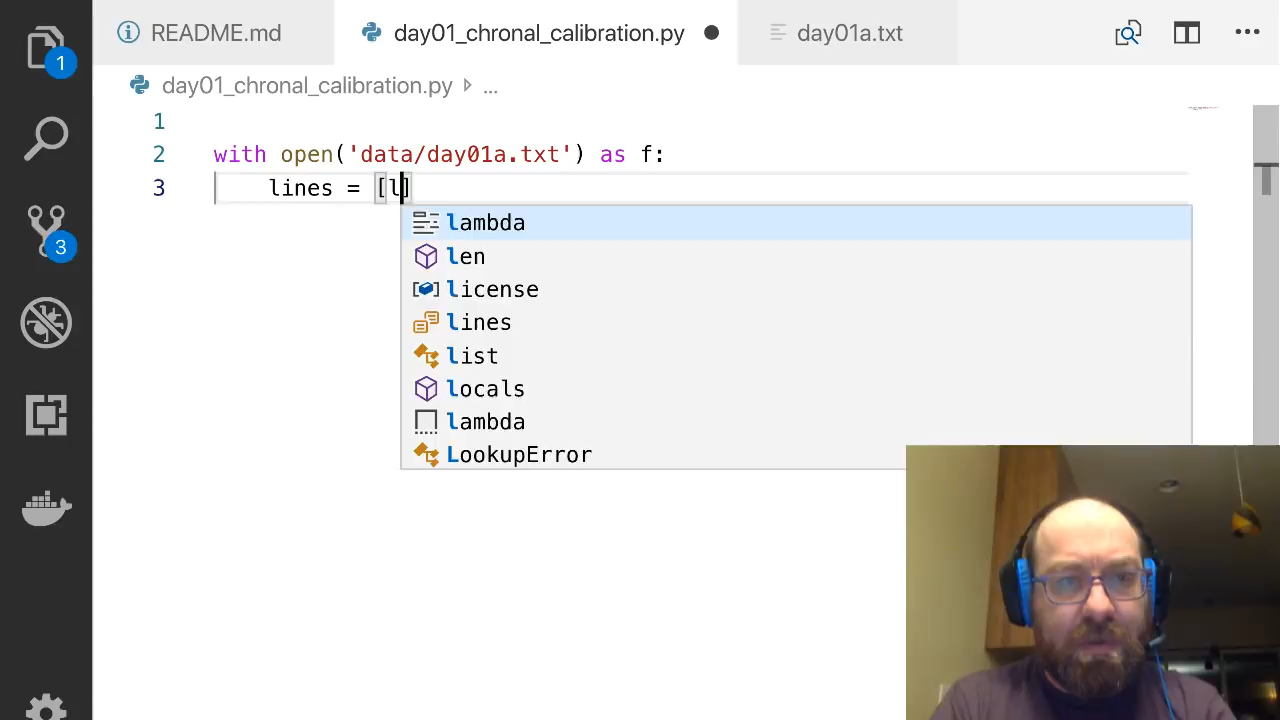 README.md
day01_chronal_calibration.py
day01a.txt
1
day01_chronal_calibration.py ...
1
2 with open('data/day01a.txt') as f:
3 lines = [l]
lambda
len
license
lines
list
locals
lambda
LookupError
3